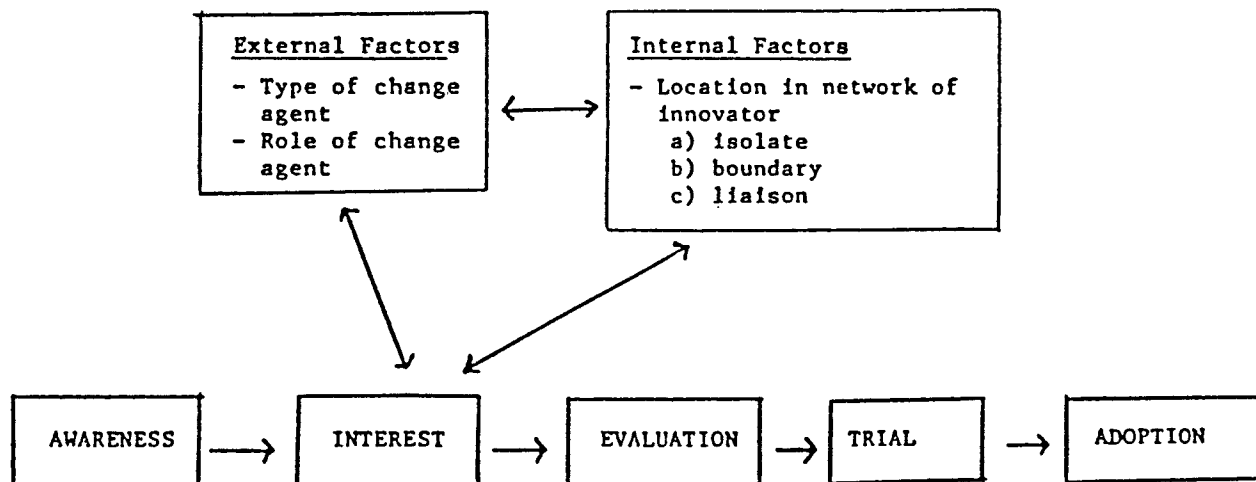 External Factors
- Type of change
agent
- Role of change
agent
Internal Factors
- Location in network of
innovator
a) isolate
b) boundary
c) liaison
AWARENESS
INTEREST
EVALUATION
TRIAL
ADOPTION